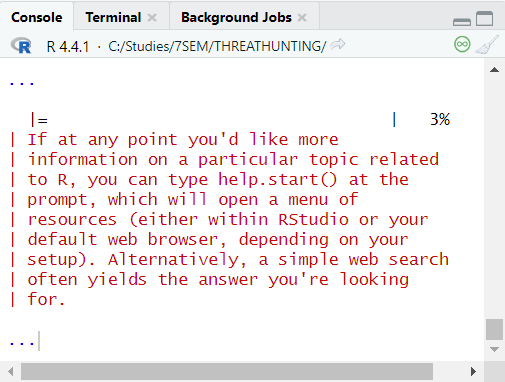 Console Terminal Background Jobs
R R 4.4.1 · C:/Studies/7SEM/THREATHUNTING/
...
|= | 3%
| If at any point you'd like more
| information on a particular topic related
| to R, you can type help.start() at the
| prompt, which will open a menu of
| resources (either within RStudio or your
| default web browser, depending on your
| setup). Alternatively, a simple web search
| often yields the answer you're looking
| for.
...